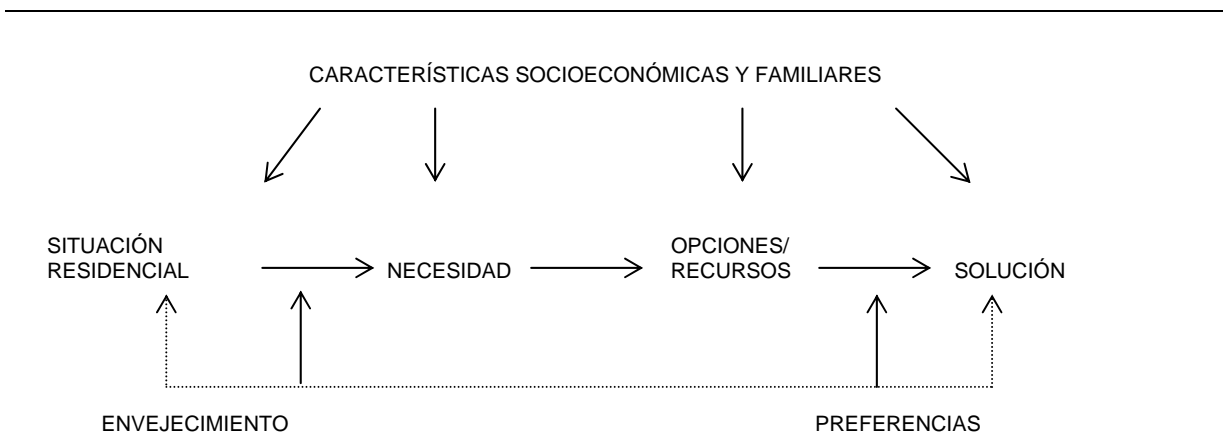 CARACTERÍSTICAS SOCIOECONÓMICAS Y FAMILIARES
SITUACIÓN
RESIDENCIAL
NECESIDAD
OPCIONES/
RECURSOS
SOLUCIÓN
ENVEJECIMIENTO
PREFERENCIAS